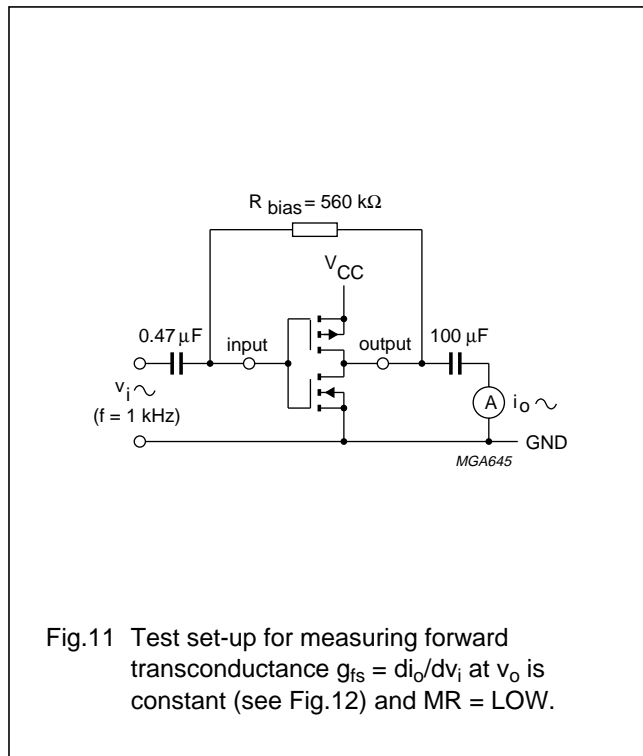 R bias = 560 kΩ
VCC
0.47 µF
input
output
100 µF
vi ~
(f = 1 kHz)
A
io ~
GND
MGA645
Fig.11 Test set-up for measuring forward
transconductance gfs = dio/dvi at vo is
constant (see Fig.12) and MR = LOW.